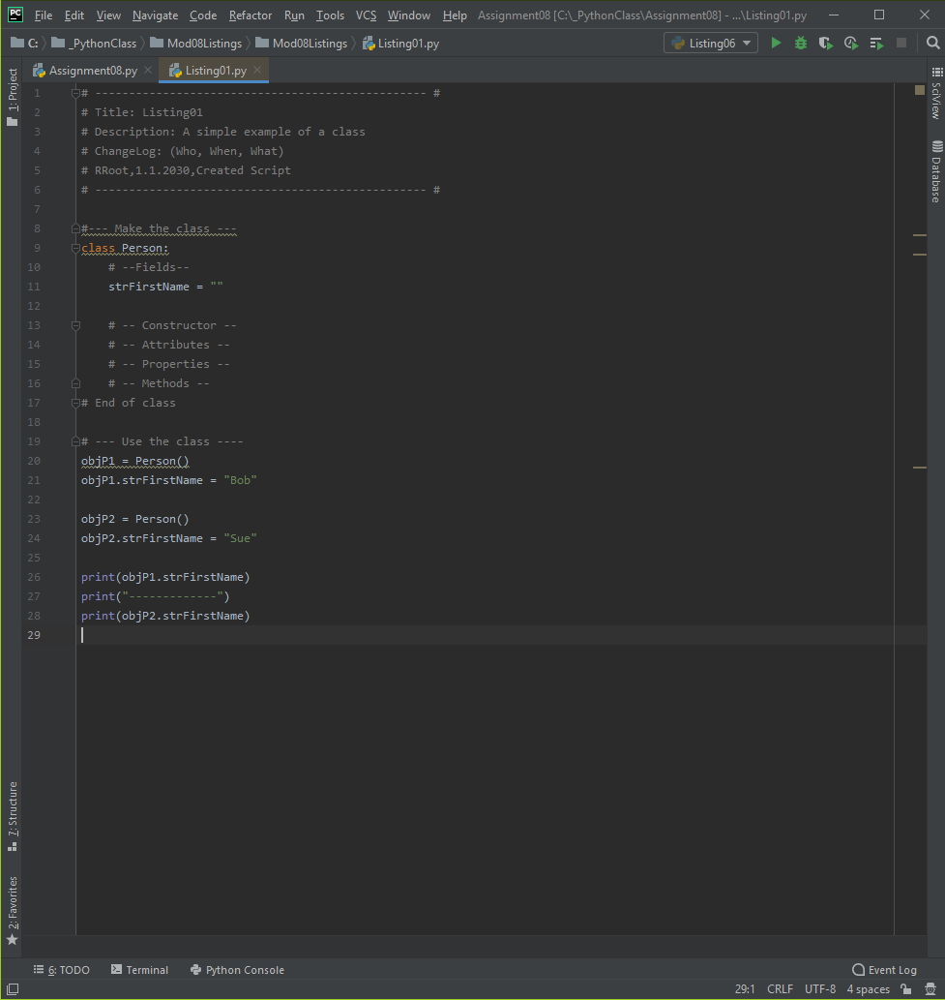 PC File Edit View Navigate Code Refactor Run Tools VCS Window Help Assignment08 [C:\_PythonClass\Assignment08] - ...\Listing01.py
C: _PythonClass Mod08Listings Mod08Listings Listing01.py Listing06
Assignment08.py Listing01.py
1: Project
SciView
Database
1 # ------------------------------------------------- #
2 # Title: Listing01
3 # Description: A simple example of a class
4 # ChangeLog: (Who, When, What)
5 # RRoot,1.1.2030,Created Script
6 # ------------------------------------------------- #
7
8 #--- Make the class ---
9 class Person:
10     # --Fields--
11     strFirstName = ""
12
13     # -- Constructor --
14     # -- Attributes --
15     # -- Properties --
16     # -- Methods --
17 # End of class
18
19 # --- Use the class ----
20 objP1 = Person()
21 objP1.strFirstName = "Bob"
22
23 objP2 = Person()
24 objP2.strFirstName = "Sue"
25
26 print(objP1.strFirstName)
27 print("-------------")
28 print(objP2.strFirstName)
29
7: Structure
2: Favorites
6: TODO Terminal Python Console Event Log
29:1 CRLF UTF-8 4 spaces